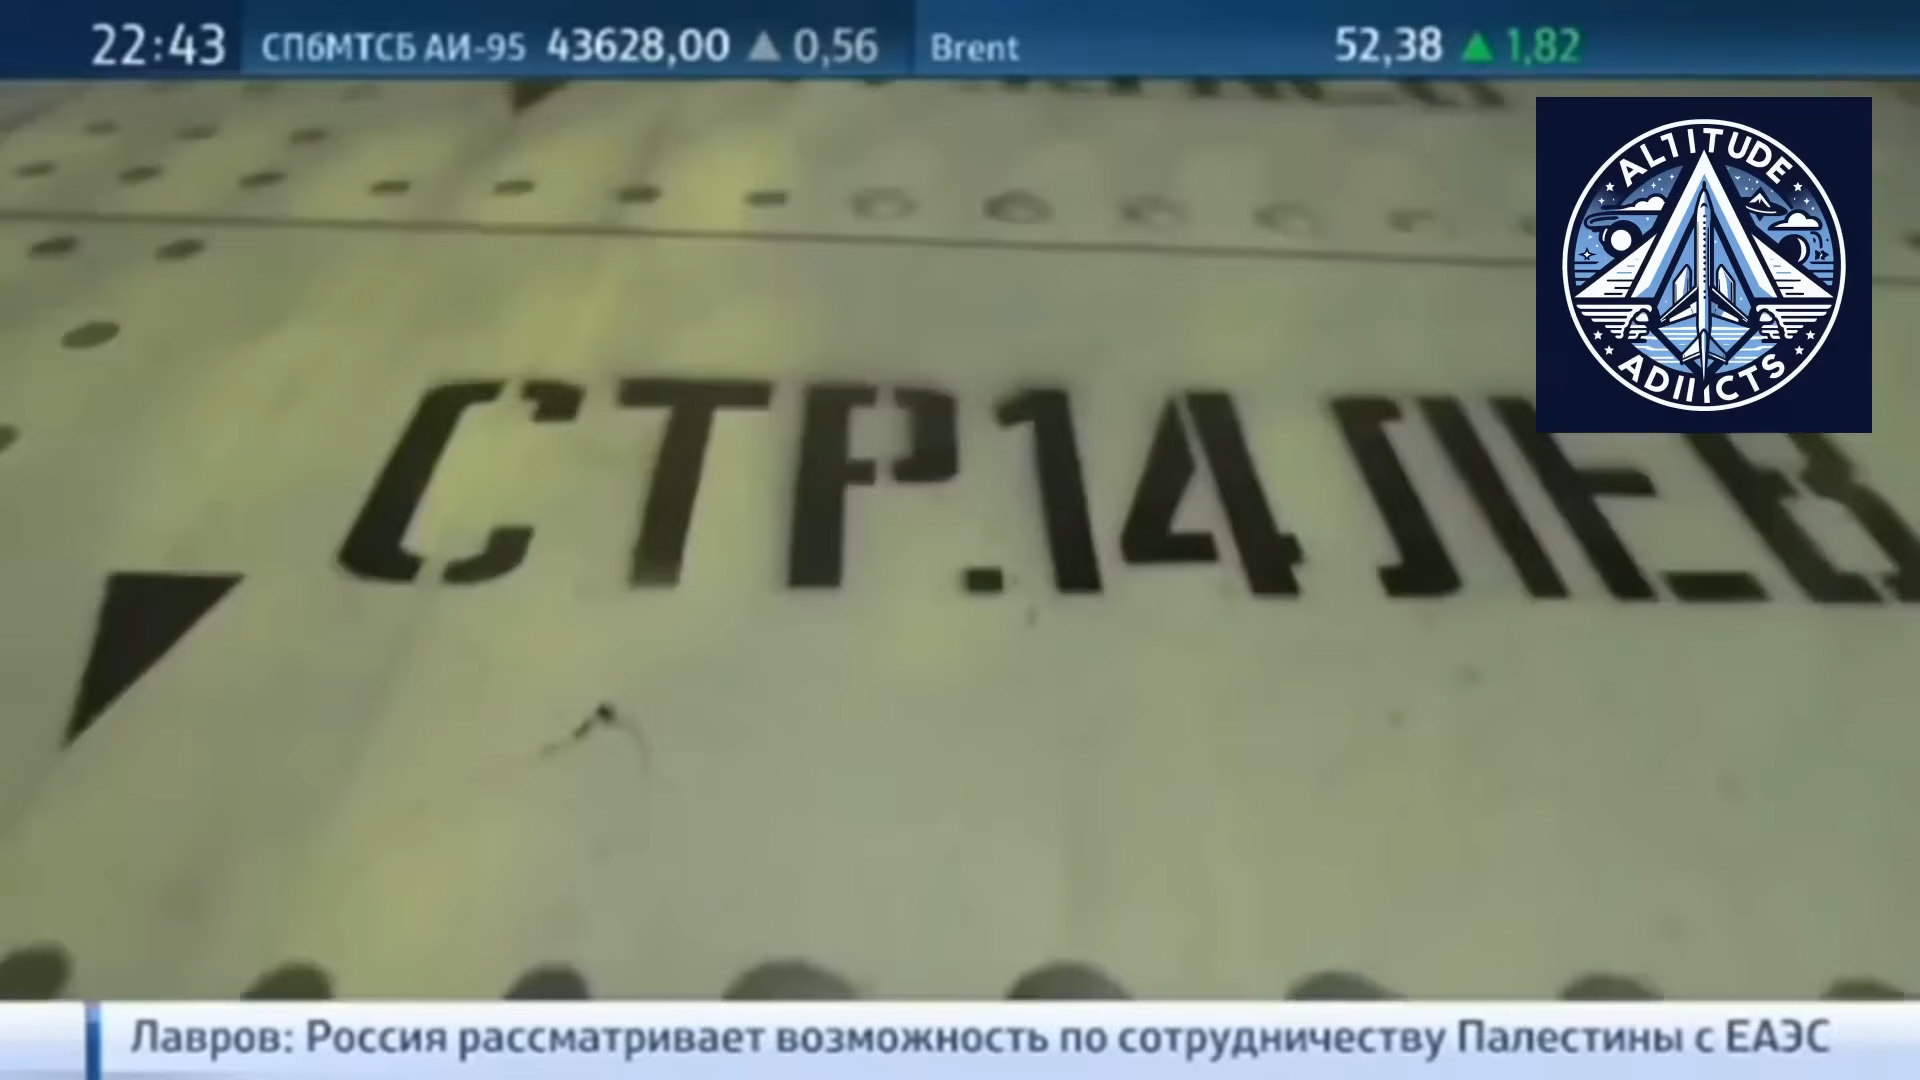 22:43 СПбМТСБ АИ-95 43628,00 ▲ 0,56 Brent 52,38 ▲ 1,82
ALTITUDE
ADDICTS
СТР.14 ЛЕВ
Лавров: Россия рассматривает возможность по сотрудничеству Палестины с ЕАЭС